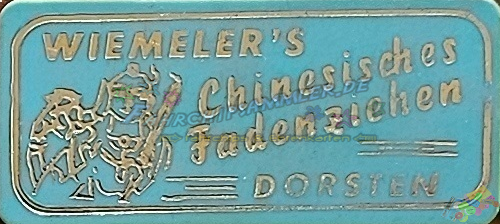 WIEMELER'S
Chinesisches
Fadenziehen
DORSTEN